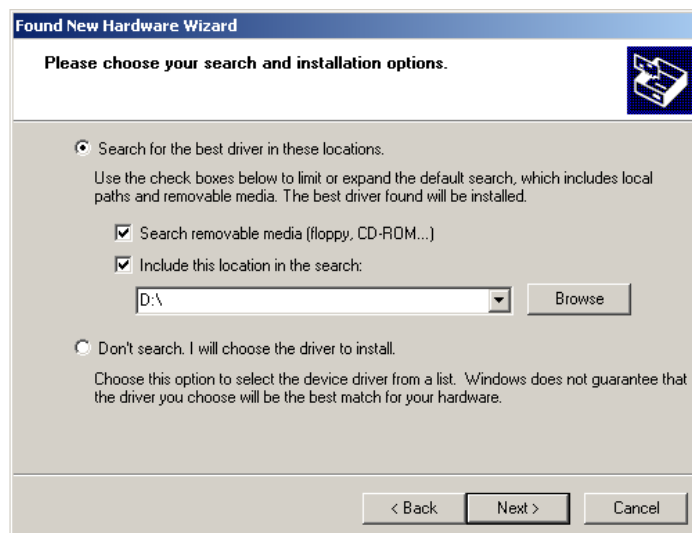 Found New Hardware Wizard
Please choose your search and installation options.
Search for the best driver in these locations.
Use the check boxes below to limit or expand the default search, which includes local
paths and removable media. The best driver found will be installed.
Search removable media (floppy, CD-ROM...)
Include this location in the search:
D:\
Browse
Don't search. I will choose the driver to install.
Choose this option to select the device driver from a list.  Windows does not guarantee that
the driver you choose will be the best match for your hardware.
< Back
Next >
Cancel